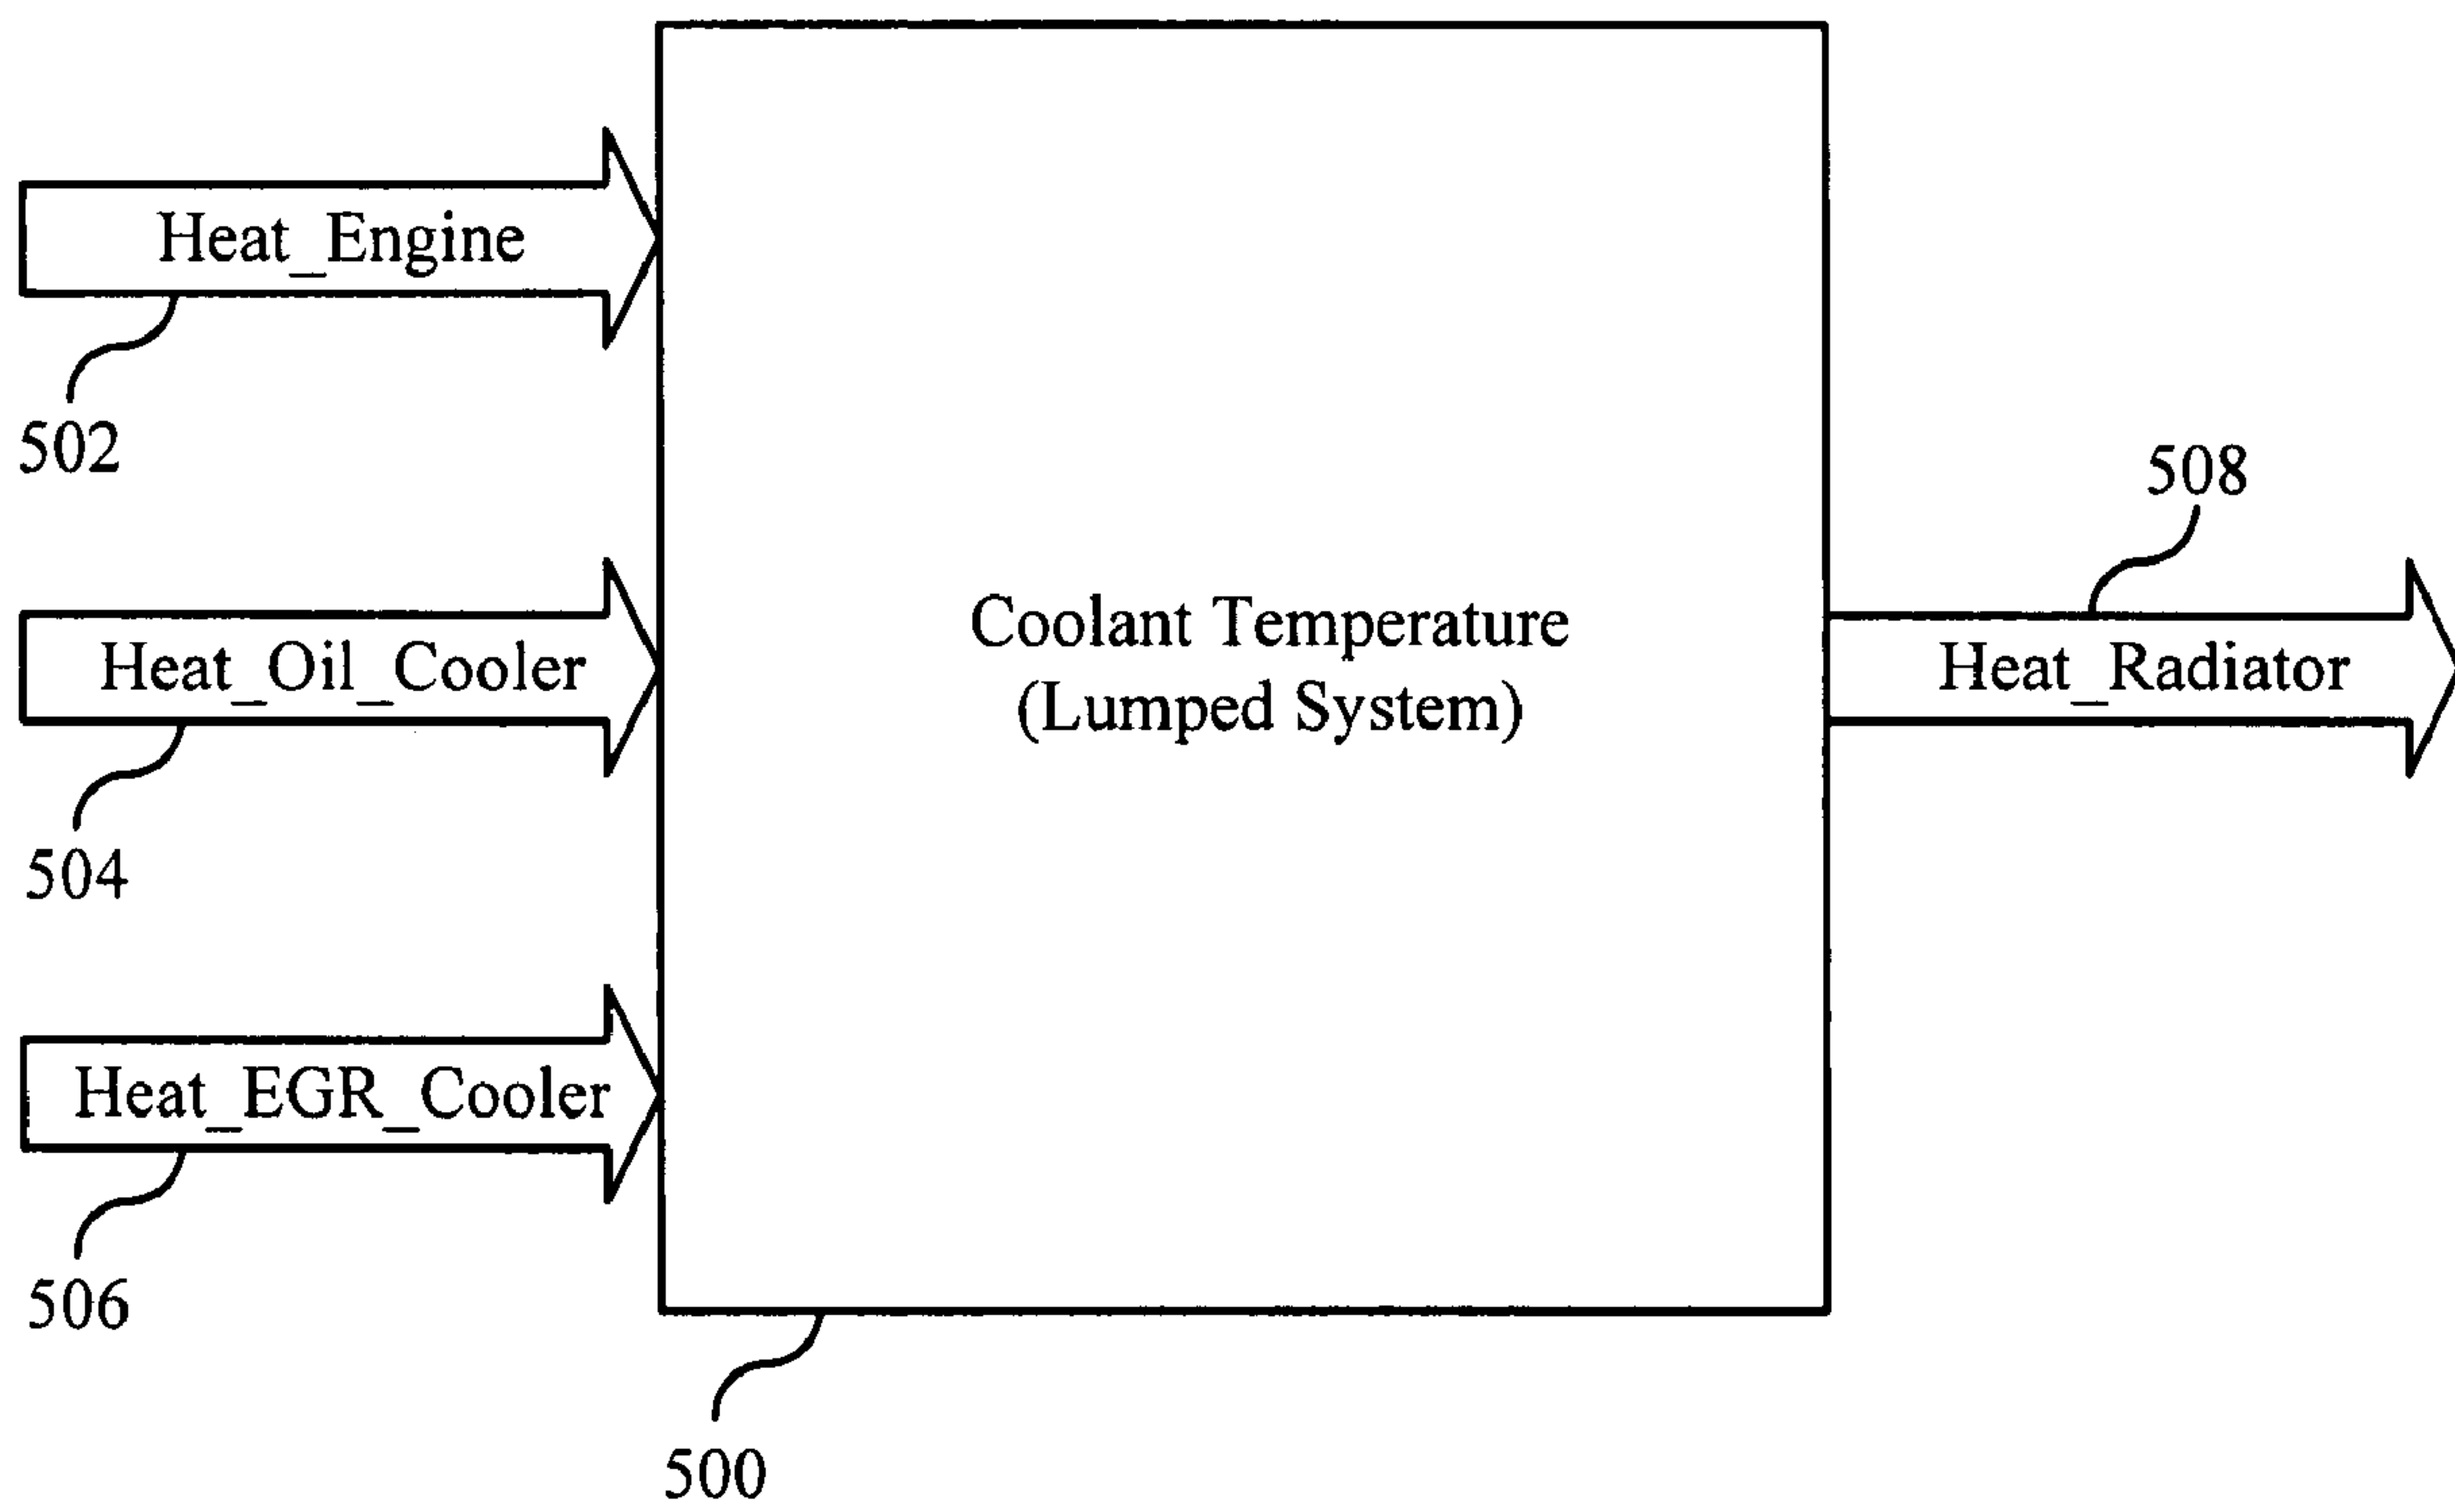 Heat_Engine
502
508
Heat_Oil_Cooler
Coolant Temperature
(Lumped System)
Heat_Radiator
504
Heat_EGR_Cooler
506
500